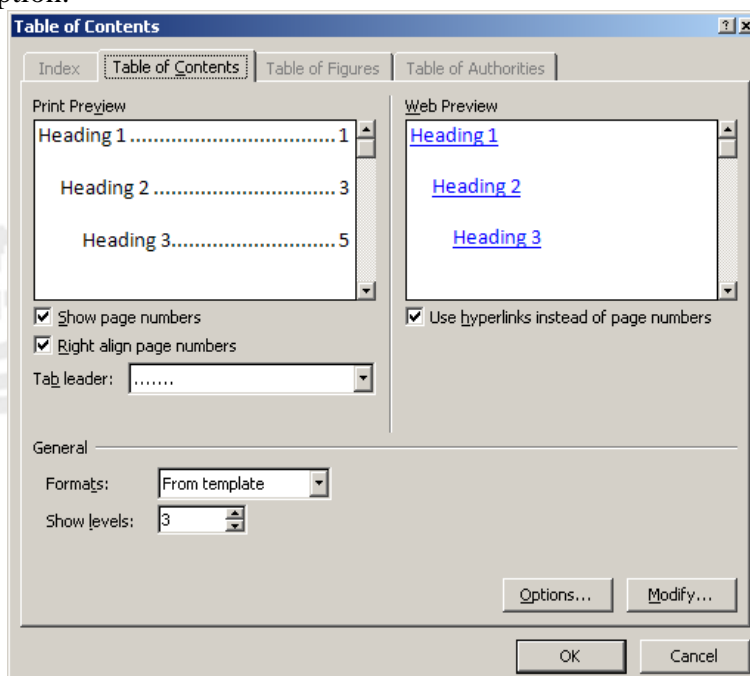 ption.
Table of Contents
Index Table of Contents Table of Figures Table of Authorities
Print Preview
Heading 1.................................1
Heading 2.............................3
Heading 3..........................5
Show page numbers
Right align page numbers
Tab leader: .......
Web Preview
Heading 1
Heading 2
Heading 3
Use hyperlinks instead of page numbers
General
Formats: From template
Show levels: 3
Options... Modify...
OK Cancel